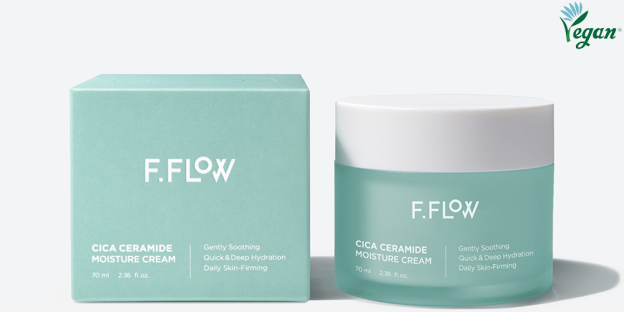 Vegan®
F.FLOW
CICA CERAMIDE
MOISTURE CREAM
70 ml 2.36 fl oz.
Gently Soothing
Quick & Deep Hydration
Daily Skin-Firming
F.FLOW
CICA CERAMIDE
MOISTURE CREAM
70 ml 2.36 fl oz.
Gently Soothing
Quick & Deep Hydration
Daily Skin-Firming